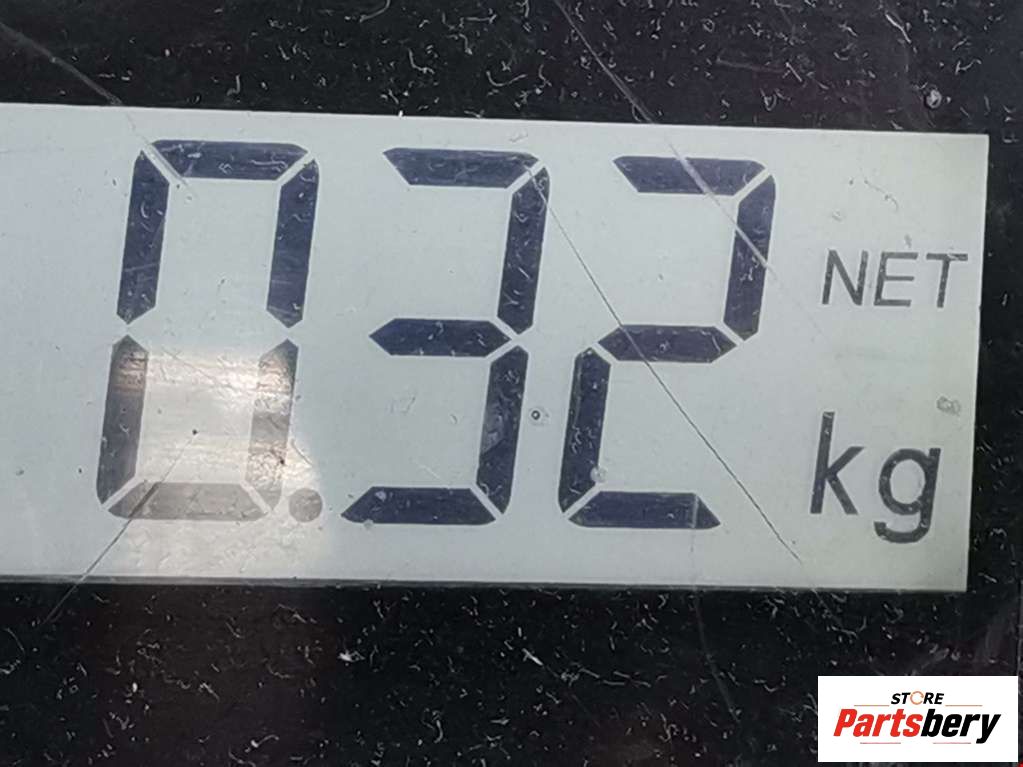 0.32 NET
kg
STORE
Partsbery